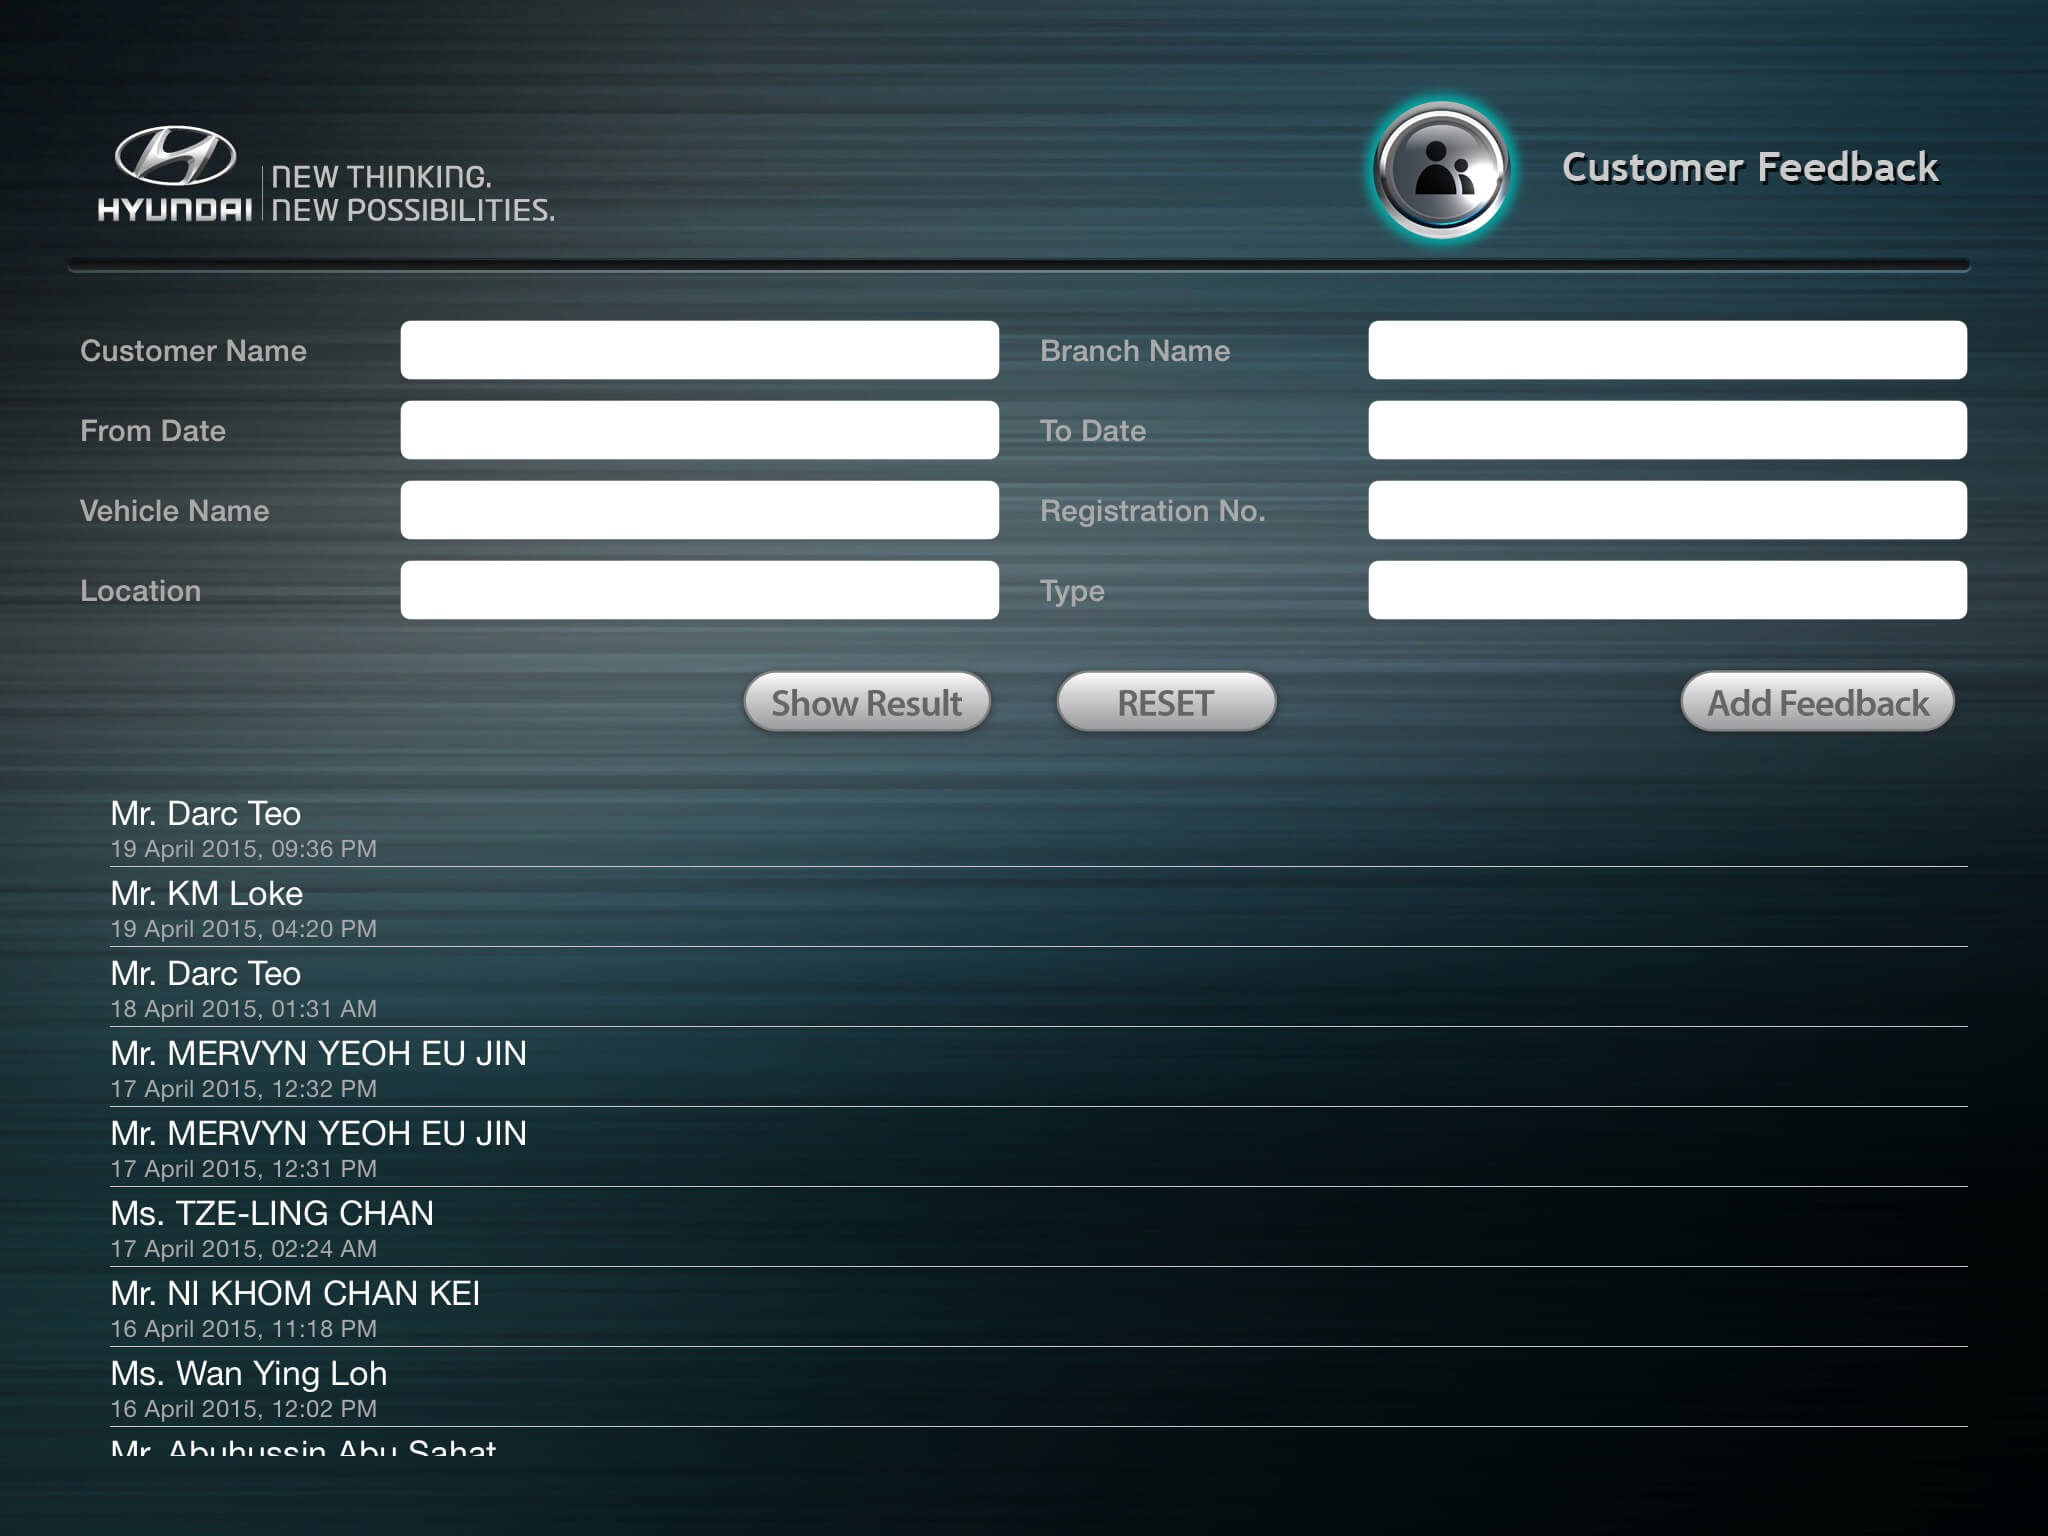 HYUNDAI
NEW THINKING.
NEW POSSIBILITIES.
Customer Feedback
Customer Name
Branch Name
From Date
To Date
Vehicle Name
Registration No.
Location
Type
Show Result
RESET
Add Feedback
Mr. Darc Teo
19 April 2015, 09:36 PM
Mr. KM Loke
19 April 2015, 04:20 PM
Mr. Darc Teo
18 April 2015, 01:31 AM
Mr. MERVYN YEOH EU JIN
17 April 2015, 12:32 PM
Mr. MERVYN YEOH EU JIN
17 April 2015, 12:31 PM
Ms. TZE-LING CHAN
17 April 2015, 02:24 AM
Mr. NI KHOM CHAN KEI
16 April 2015, 11:18 PM
Ms. Wan Ying Loh
16 April 2015, 12:02 PM
Mr. Abuhussin Abu Sahat